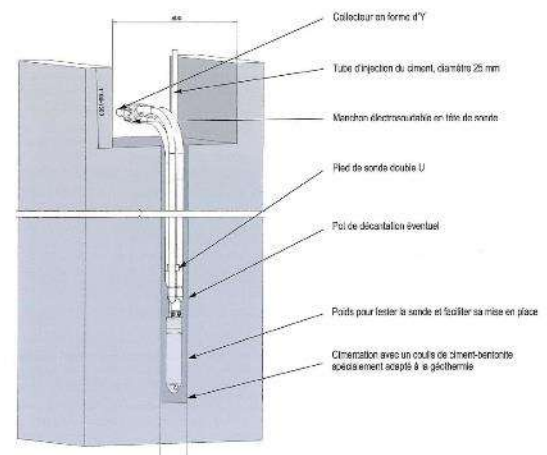 Collecteur en forme d'Y
Tube d'injection du ciment, diamètre 25 mm
Manchon électrosoudable en tête de sonde
Pied de sonde double U
Pot de décantation éventuel
Poids pour lester la sonde et faciliter sa mise en place
Cimentation avec un coulis de ciment-bentonite
spécialement adapté à la géothermie